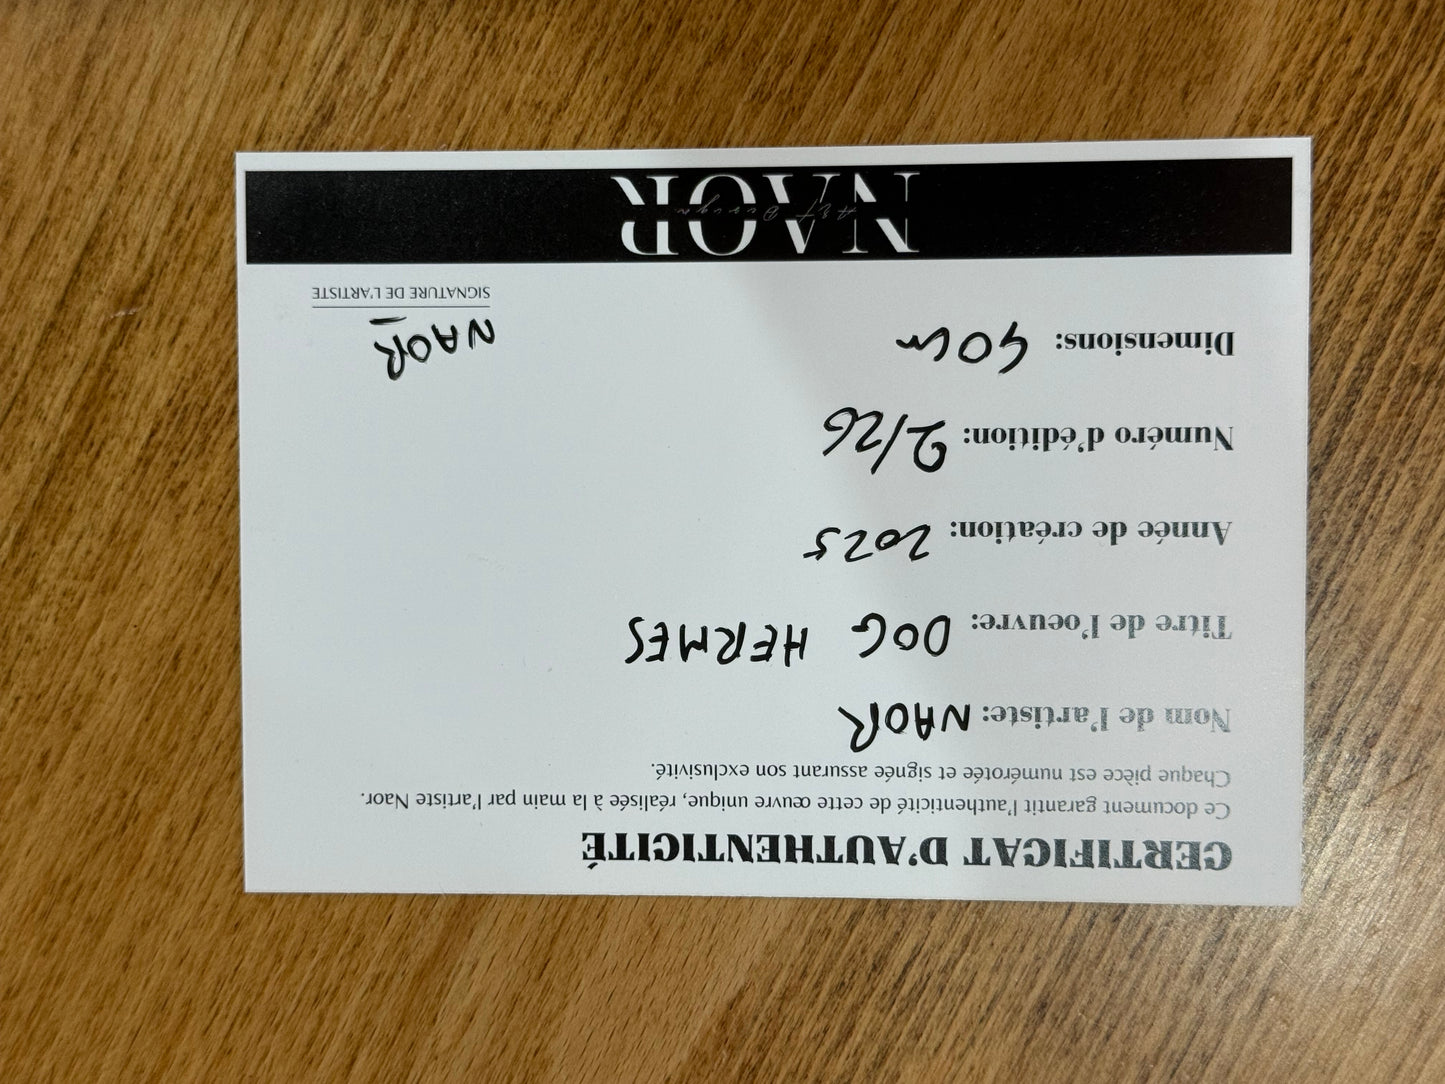 CERTIFICAT D'AUTHENTICITÉ
Ce document garantit l'authenticité de cette œuvre unique, réalisée à la main par l'artiste Naor.
Chaque pièce est numérotée et signée assurant son exclusivité.
Nom de l'artiste: NAOR
Titre de l'oeuvre: DOG HERMES
Année de création: 2025
Numéro d'édition: 2/26
Dimensions: 40cm
NAOR
SIGNATURE DE L'ARTISTE
NAOR
Art Design